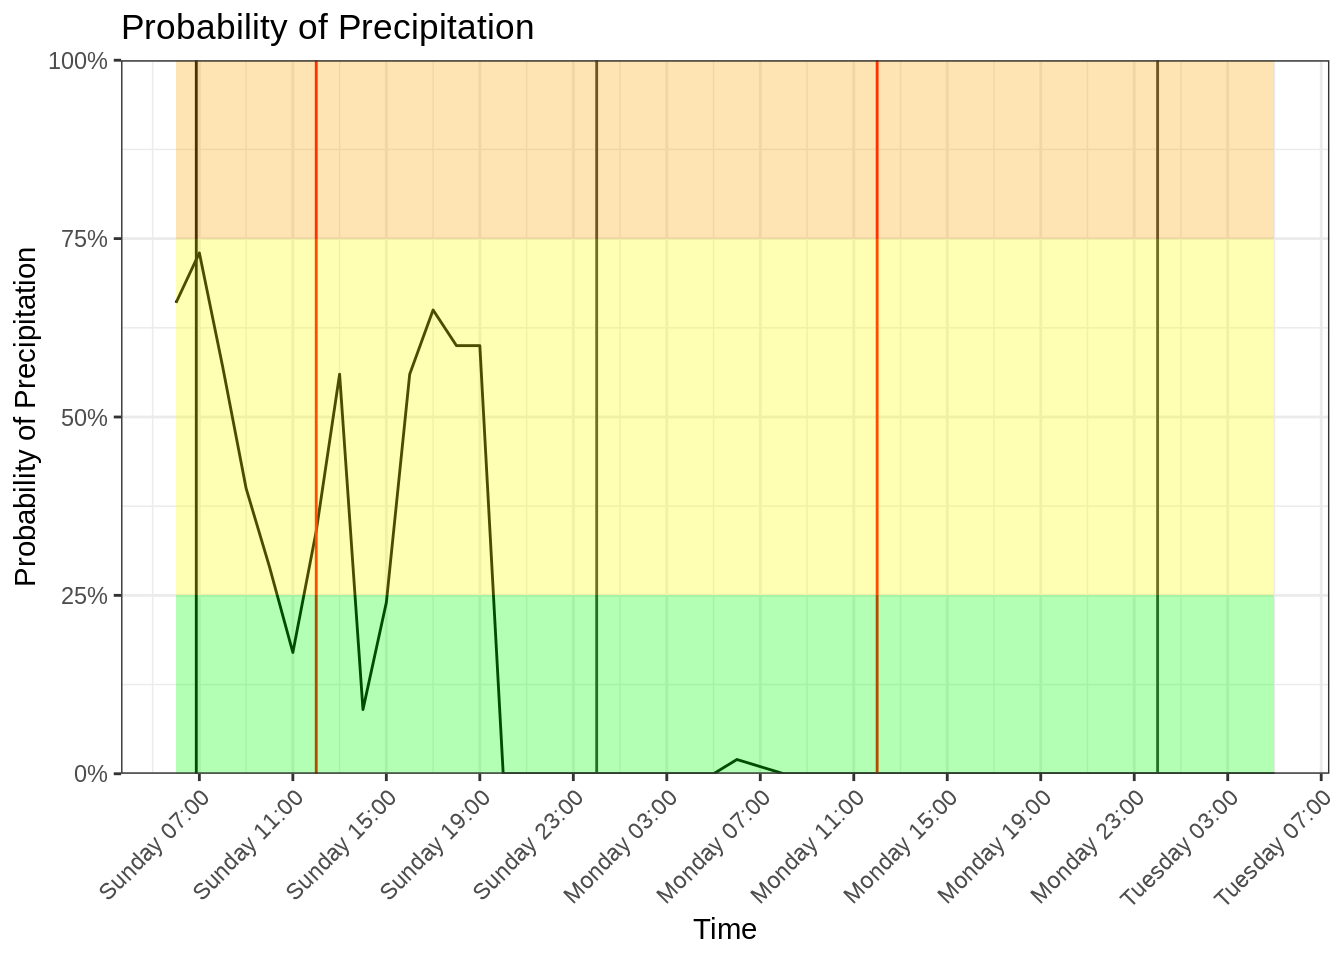 Probability of Precipitation
Probability of Precipitation
100%
75%
50%
25%
0%
Sunday 07:00
Sunday 11:00
Sunday 15:00
Sunday 19:00
Sunday 23:00
Monday 03:00
Monday 07:00
Monday 11:00
Monday 15:00
Monday 19:00
Monday 23:00
Tuesday 03:00
Tuesday 07:00
Time